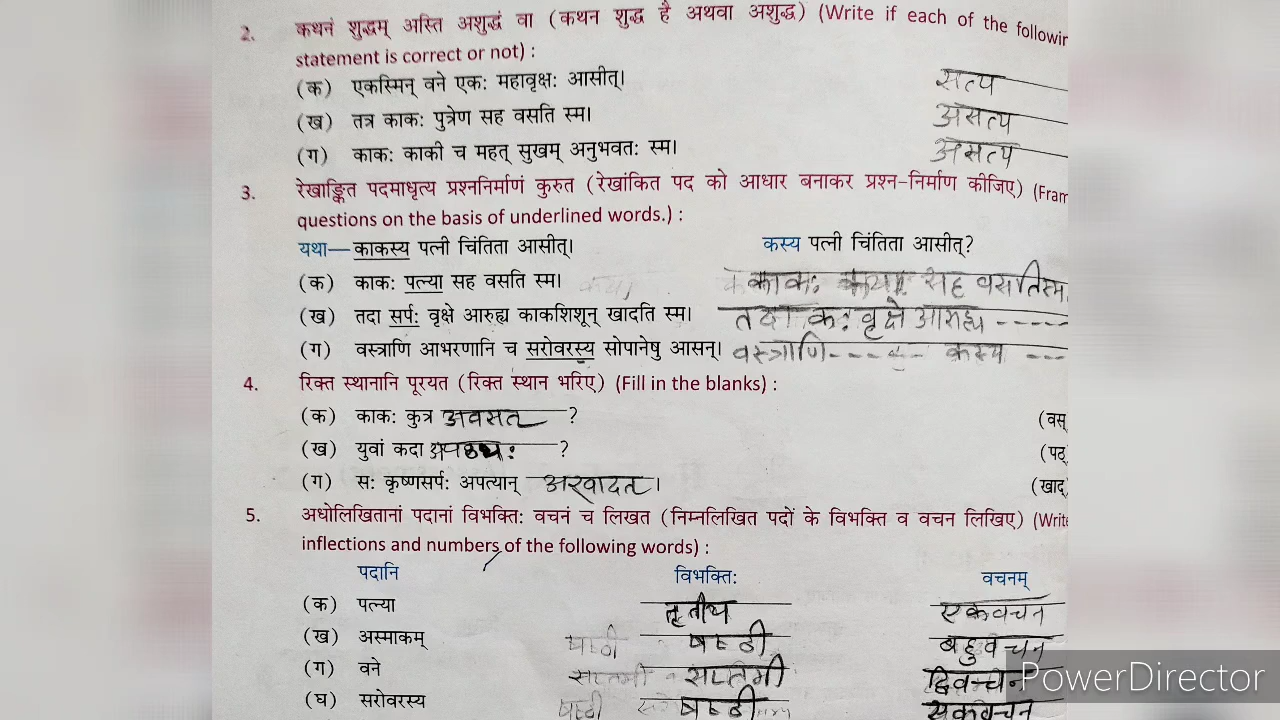 2. कथनं शुद्धम् अस्ति अशुद्धं वा (कथन शुद्ध है अथवा अशुद्ध) (Write if each of the followin
statement is correct or not) :
(क) एकस्मिन् वने एकः महावृक्षः आसीत्। सत्य
(ख) तत्र काकः पुत्रेण सह वसति स्म। असत्य
(ग) काकः काकी च महत् सुखम् अनुभवतः स्म। असत्य
3. रेखाङ्कित पदमाधृत्य प्रश्ननिर्माणं कुरुत (रेखांकित पद को आधार बनाकर प्रश्न-निर्माण कीजिए) (Fram
questions on the basis of underlined words.) :
यथा— काकस्य पत्नी चिंतिता आसीत्। कस्य पत्नी चिंतिता आसीत्?
(क) काकः पत्न्या सह वसति स्म। काकः कया सह वसति स्म
(ख) तदा सर्पः वृक्षे आरुह्य काकशिशून् खादति स्म। तदा कः वृक्षे आरुह्य -----
(ग) वस्त्राणि आभरणानि च सरोवरस्य सोपानेषु आसन्। वस्त्राणि----- कस्य ---
4. रिक्त स्थानानि पूरयत (रिक्त स्थान भरिए) (Fill in the blanks) :
(क) काकः कुत्र अवसत् ? (वस्
(ख) युवां कदा ? (पठ्
(ग) सः कृष्णसर्पः अपत्यान् अखादत् । (खाद्
5. अधोलिखितानां पदानां विभक्तिः वचनं च लिखत (निम्नलिखित पदों के विभक्ति व वचन लिखिए) (Write
inflections and numbers of the following words) :
पदानि विभक्तिः वचनम्
(क) पत्न्या तृतीय एकवचन
(ख) अस्माकम् षष्ठी षष्ठी बहुवचन
(ग) वने सप्तमी सप्तमी द्विवचन
(घ) सरोवरस्य षष्ठी षष्ठी एकवचन
PowerDirector